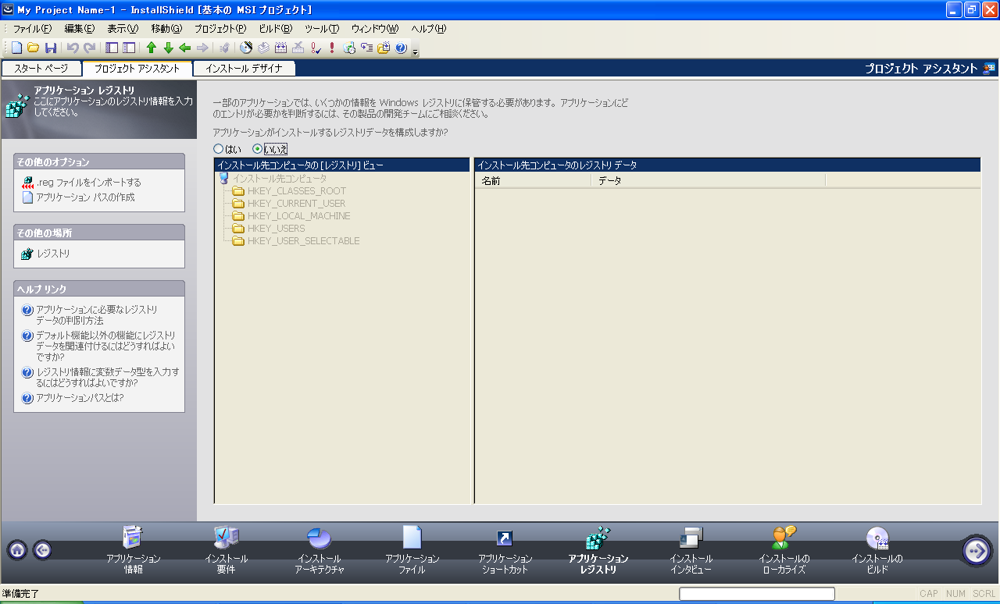 My Project Name-1 - InstallShield [基本の MSI プロジェクト]
ファイル(F) 編集(E) 表示(V) 移動(G) プロジェクト(P) ビルド(B) ツール(T) ウィンドウ(W) ヘルプ(H)
スタート ページ プロジェクト アシスタント インストール デザイナ プロジェクト アシスタント
アプリケーション レジストリ
ここにアプリケーションのレジストリ情報を入力
してください。
その他のオプション
.reg ファイルをインポートする
アプリケーション パスの作成
その他の場所
レジストリ
ヘルプ リンク
アプリケーションに必要なレジストリ
データの判別方法
デフォルト機能以外の機能にレジストリ
データを関連付けるにはどうすればよい
ですか?
レジストリ情報に変数データ型を入力す
るにはどうすればよいですか?
アプリケーションパスとは?
一部のアプリケーションでは、いくつかの情報を Windows レジストリに保管する必要があります。アプリケーションにど
のエントリが必要かを判断するには、その製品の開発チームにご相談ください。
アプリケーションがインストールするレジストリデータを構成しますか?
はい いいえ
インストール先コンピュータの [レジストリ] ビュー
インストール先コンピュータ
HKEY_CLASSES_ROOT
HKEY_CURRENT_USER
HKEY_LOCAL_MACHINE
HKEY_USERS
HKEY_USER_SELECTABLE
インストール先コンピュータのレジストリ データ
名前 データ
アプリケーション
情報
インストール
要件
インストール
アーキテクチャ
アプリケーション
ファイル
アプリケーション
ショートカット
アプリケーション
レジストリ
インストール
インタビュー
インストールの
ローカライズ
インストールの
ビルド
準備完了
CAP NUM SCRL